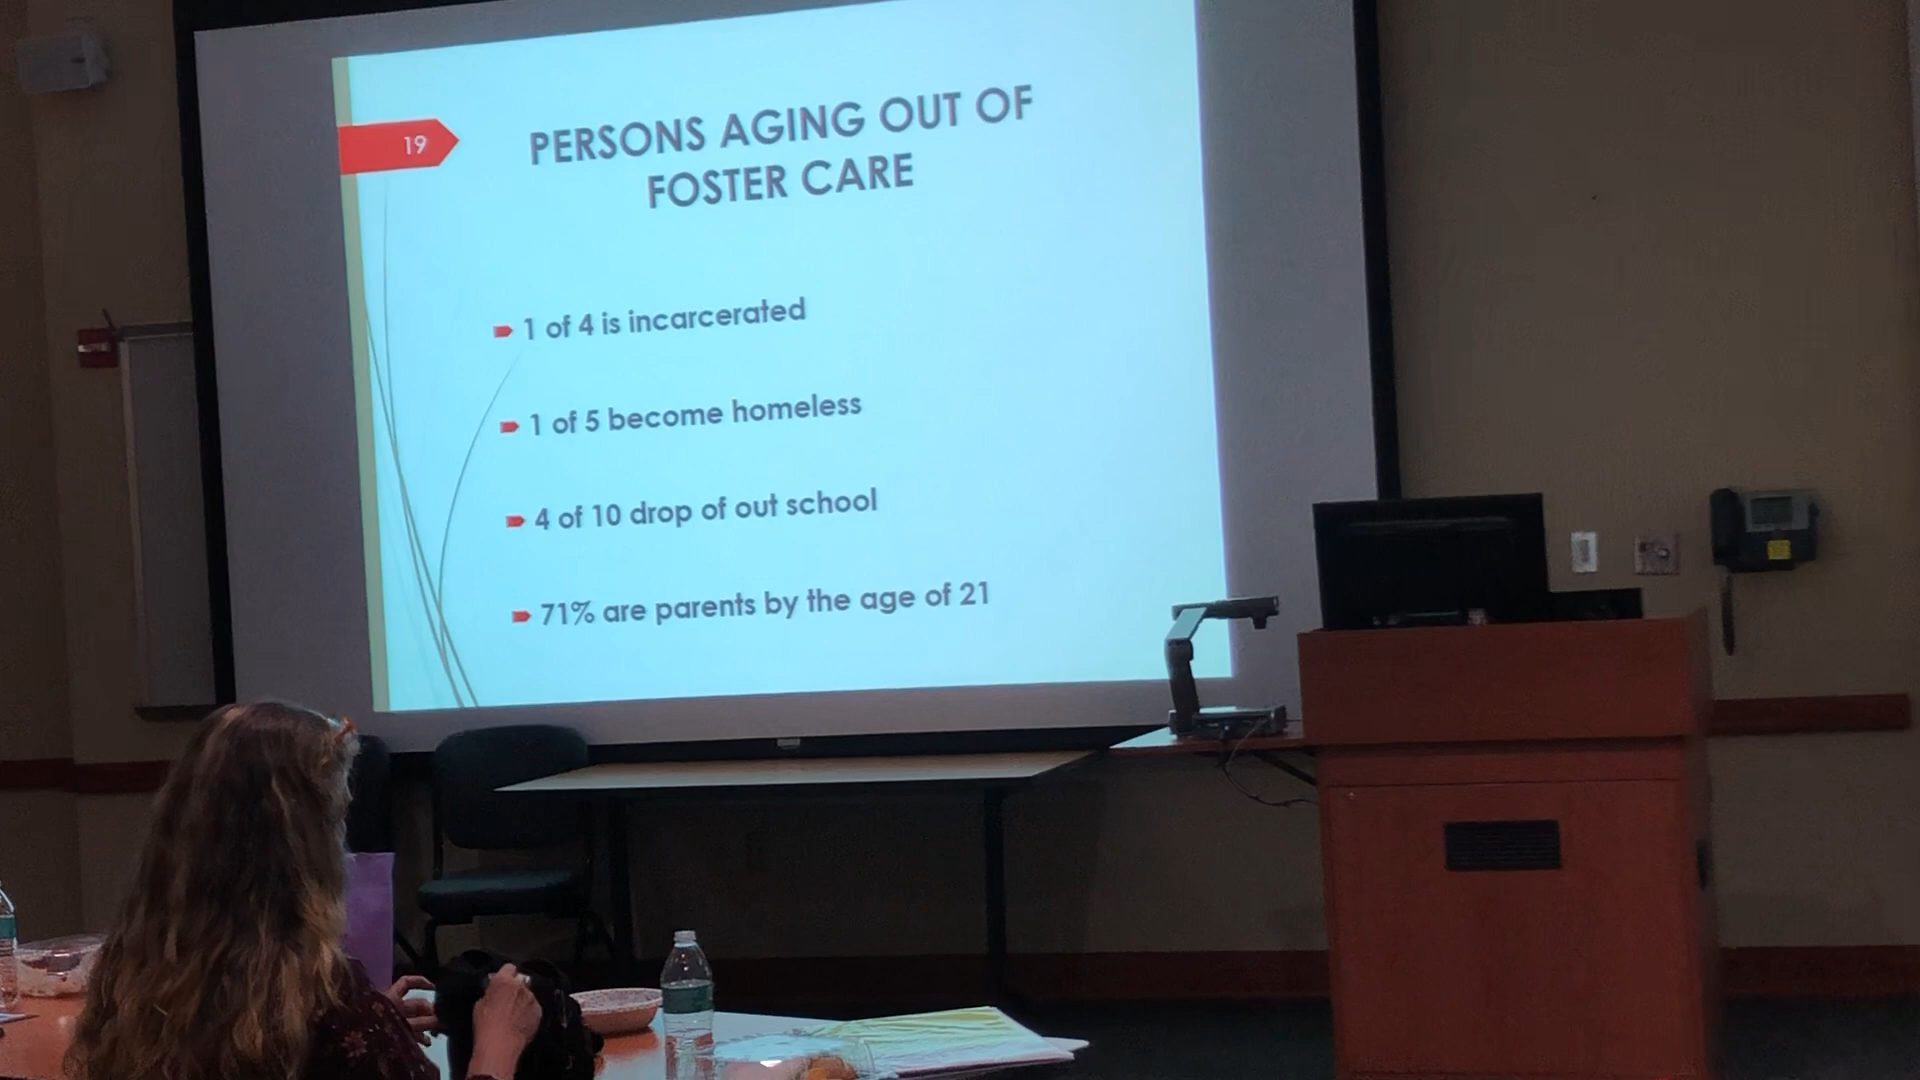 19
PERSONS AGING OUT OF
FOSTER CARE
1 of 4 is incarcerated
1 of 5 become homeless
4 of 10 drop of out school
71% are parents by the age of 21